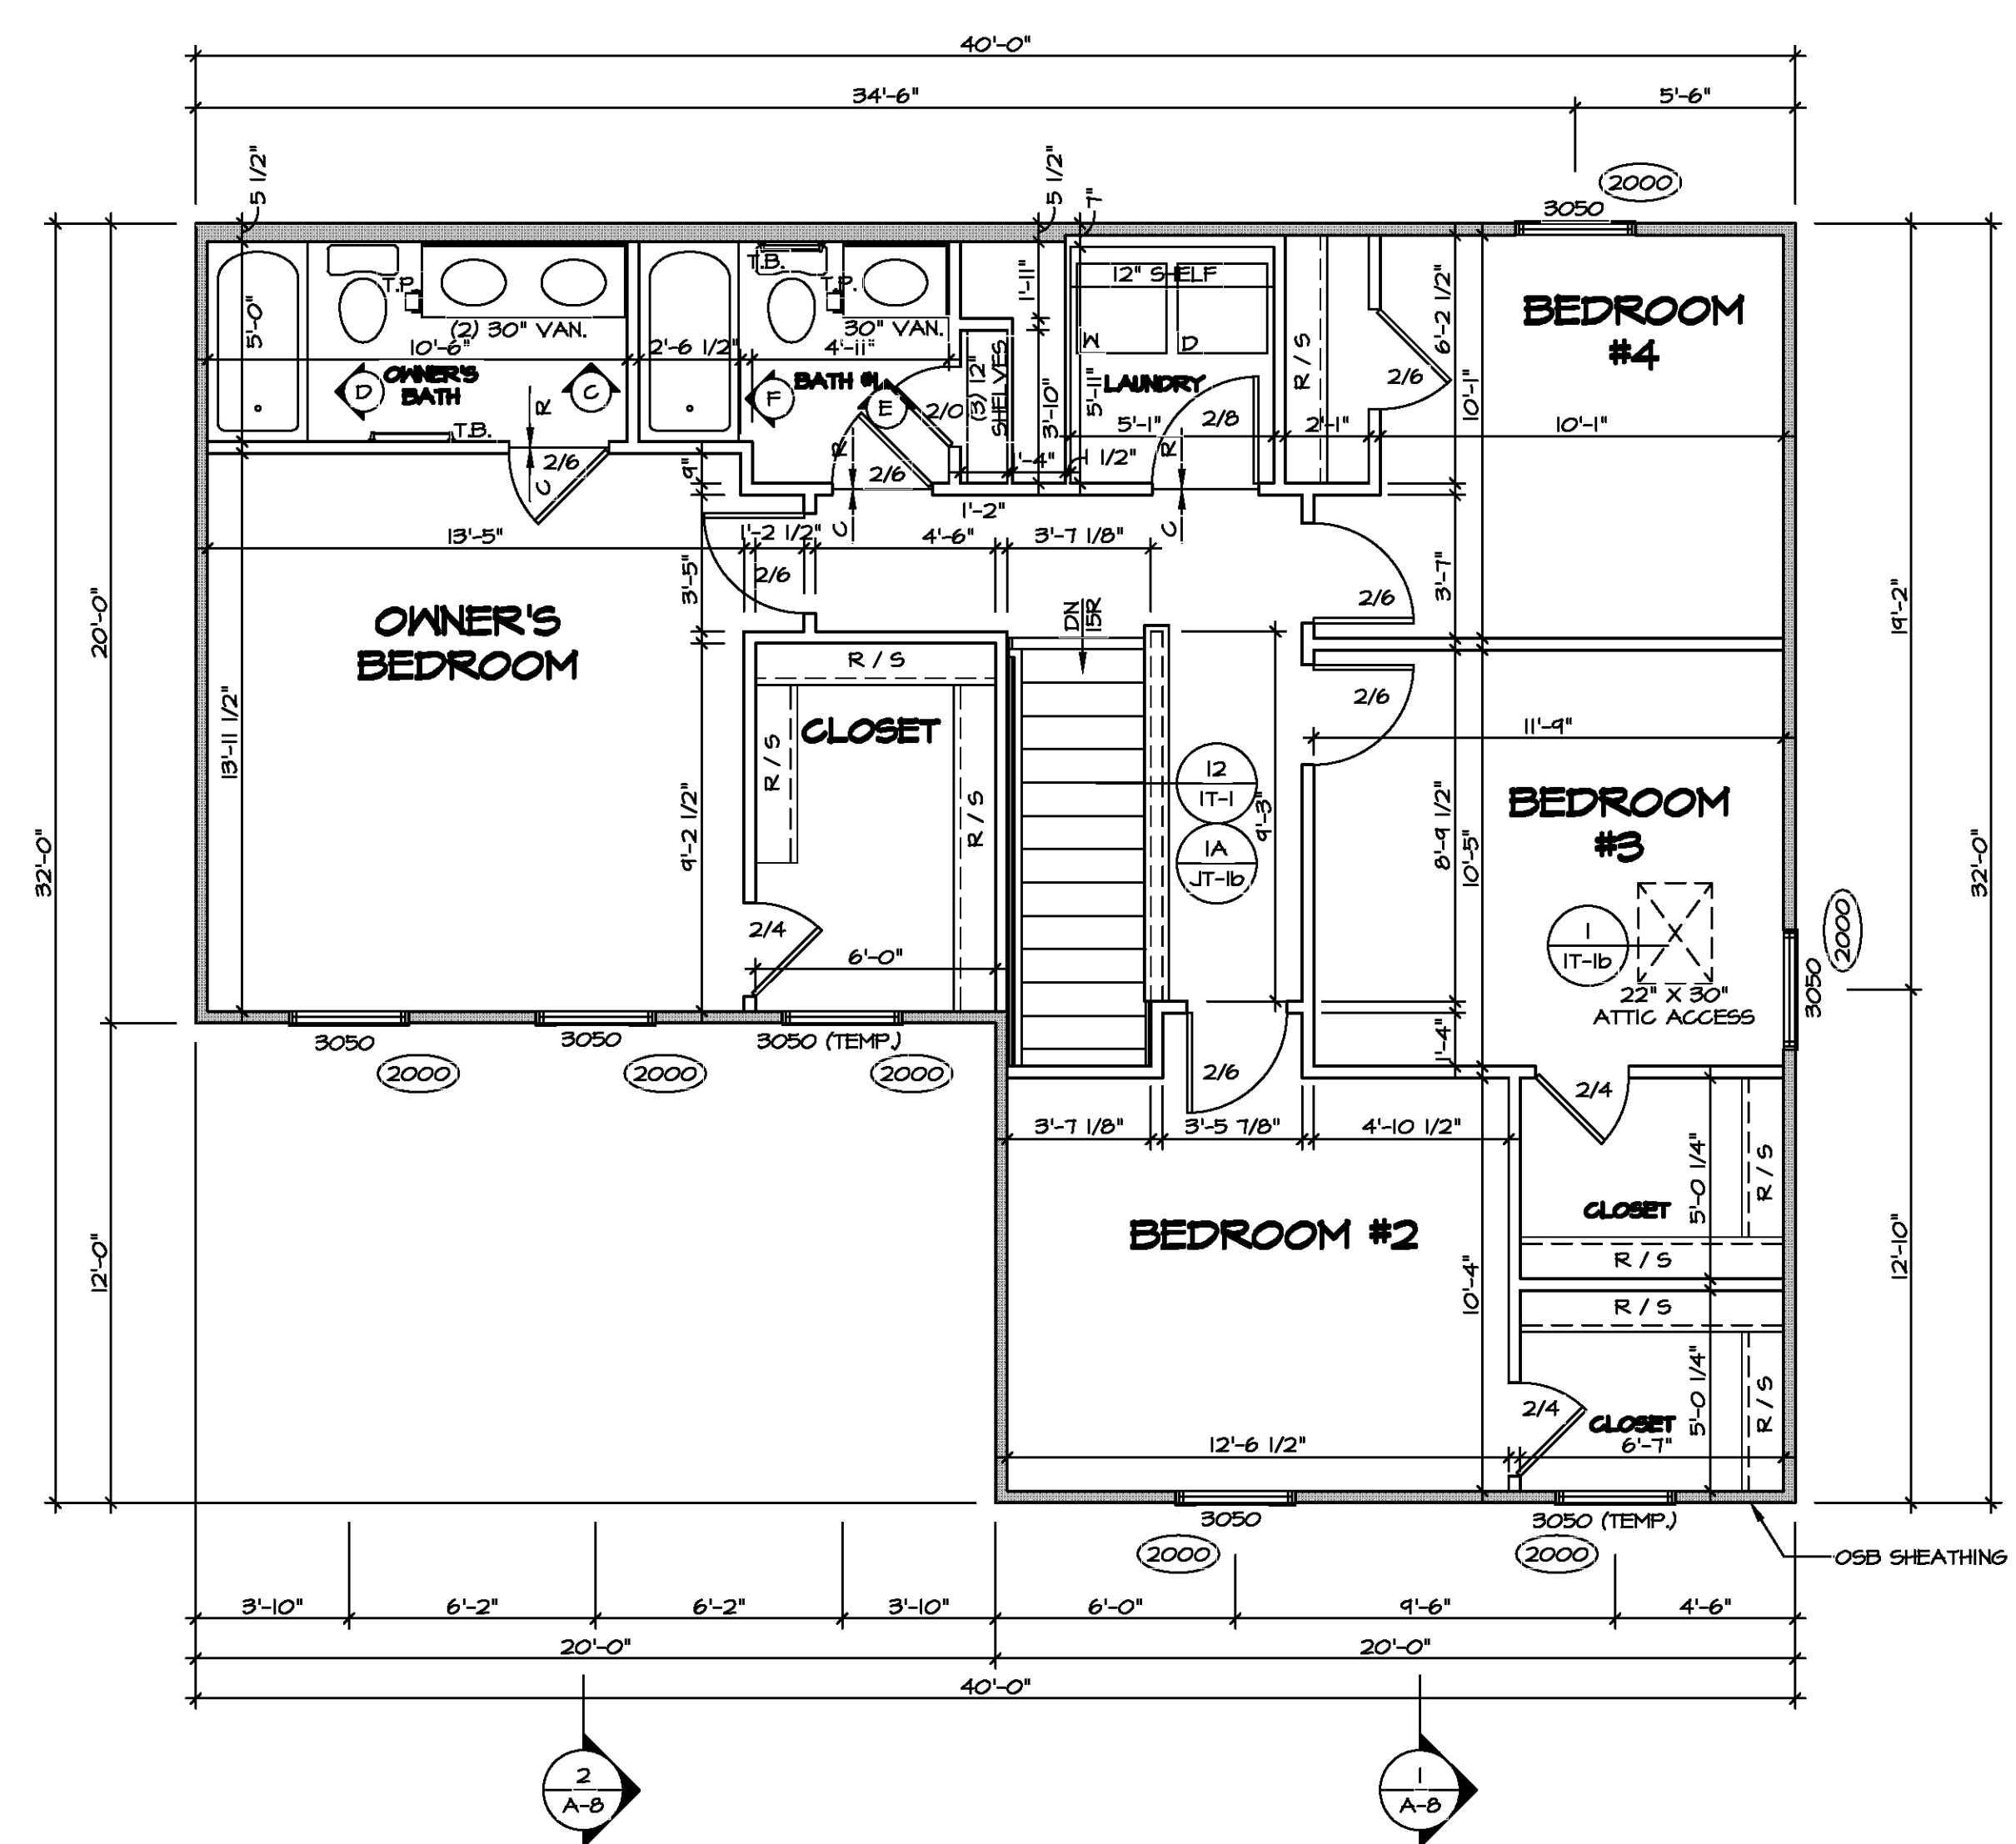 40'-0"
34'-6"
5'-6"
5 1/2"
5 1/2"
7"
2000
3050
T.B.
T.P.
T.P.
12" SHELF
1'-11"
5'-0"
(2) 30" VAN.
30" VAN.
6'-2 1/2"
BEDROOM
#4
10'-6"
2'-6 1/2"
4'-11"
W
D
R / S
OWNER'S
BATH
D
C
F
BATH #1
E
2/0
(3) 12"
SHELVES
3'-10"
5'-11"
LAUNDRY
2/6
10'-1"
R
T.B.
5'-1"
2/8
2'-1"
10'-1"
2/6
C
9"
R
2/6
1'-4"
1 1/2"
R
1'-2"
C
C
13'-5"
1'-2 1/2"
4'-6"
3'-7 1/8"
3'-5"
2/6
3'-7"
2/6
20'-0"
19'-2"
OWNER'S
BEDROOM
DN
15R
R / S
2/6
13'-11 1/2"
CLOSET
R / S
R / S
11'-9"
12
1T-1
9'-3"
1A
JT-1b
BEDROOM
#3
9'-2 1/2"
8'-9 1/2"
10'-5"
32'-0"
32'-0"
2/4
6'-0"
1
1T-1b
X
22" X 30"
ATTIC ACCESS
2000
3050
3050
3050
3050 (TEMP.)
2000
2000
2000
1'-4"
2/6
2/4
3'-7 1/8"
3'-5 7/8"
4'-10 1/2"
5'-0 1/4"
R / S
CLOSET
BEDROOM #2
12'-0"
12'-10"
10'-4"
R / S
R / S
5'-0 1/4"
R / S
2/4
CLOSET
12'-6 1/2"
6'-7"
3050
3050 (TEMP.)
2000
2000
OSB SHEATHING
3'-10"
6'-2"
6'-2"
3'-10"
6'-0"
9'-6"
4'-6"
20'-0"
20'-0"
40'-0"
2
A-8
1
A-8